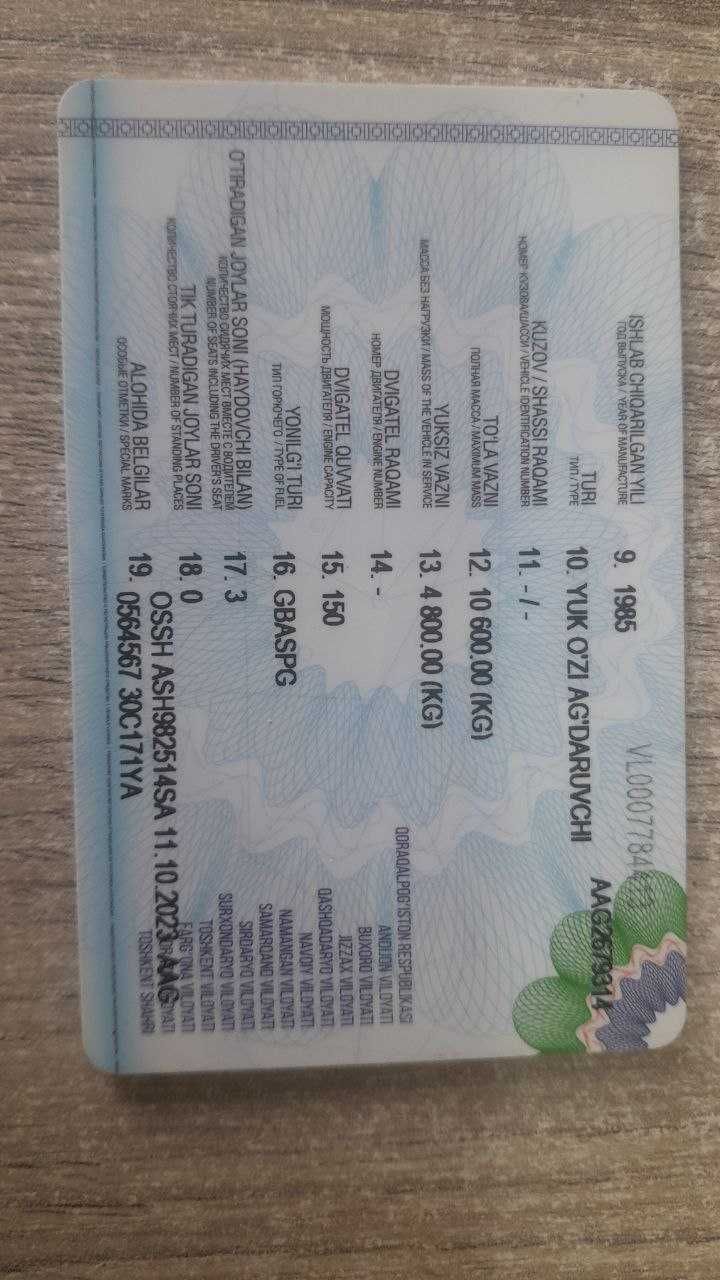 VL0007784423
AAG2679314
ISHLAB CHIQARILGAN YILI 9. 1985
ГОД ВЫПУСКА / YEAR OF MANUFACTURE
TURI 10. YUK O'ZI AG'DARUVCHI
ТИП / TYPE
KUZOV / SHASSI RAQAMI 11. - / -
НОМЕР КУЗОВА/ШАССИ / VEHICLE IDENTIFICATION NUMBER
TO'LA VAZNI 12. 10 600.00 (KG)
ПОЛНАЯ МАССА / MAXIMUM MASS
YUKSIZ VAZNI 13. 4 800.00 (KG)
МАССА БЕЗ НАГРУЗКИ / MASS OF THE VEHICLE IN SERVICE
DVIGATEL RAQAMI 14. -
НОМЕР ДВИГАТЕЛЯ / ENGINE NUMBER
DVIGATEL QUVVATI 15. 150
МОЩНОСТЬ ДВИГАТЕЛЯ / ENGINE CAPACITY
YONILG'I TURI 16. GBASPG
ТИП ГОРЮЧЕГО / TYPE OF FUEL
O'TIRADIGAN JOYLAR SONI (HAYDOVCHI BILAN) 17. 3
КОЛИЧЕСТВО СИДЯЧИХ МЕСТ ВМЕСТЕ С ВОДИТЕЛЕМ
NUMBER OF SEATS INCLUDING THE DRIVER'S SEAT
TIK TURADIGAN JOYLAR SONI 18. 0
КОЛИЧЕСТВО СТОЯЧИХ МЕСТ / NUMBER OF STANDING PLACES
OSSH ASH982514SA 11.10.2023 AAG
ALOHIDA BELGILAR 19. 0564567 30C171YA
ОСОБЫЕ ОТМЕТКИ / SPECIAL MARKS
QORAQALPOG'ISTON RESPUBLIKASI
ANDIJON VILOYATI
BUXORO VILOYATI
JIZZAX VILOYATI
QASHQADARYO VILOYATI
NAVOIY VILOYATI
NAMANGAN VILOYATI
SAMARQAND VILOYATI
SIRDARYO VILOYATI
SURXONDARYO VILOYATI
TOSHKENT VILOYATI
FARG'ONA VILOYATI
TOSHKENT SHAHRI